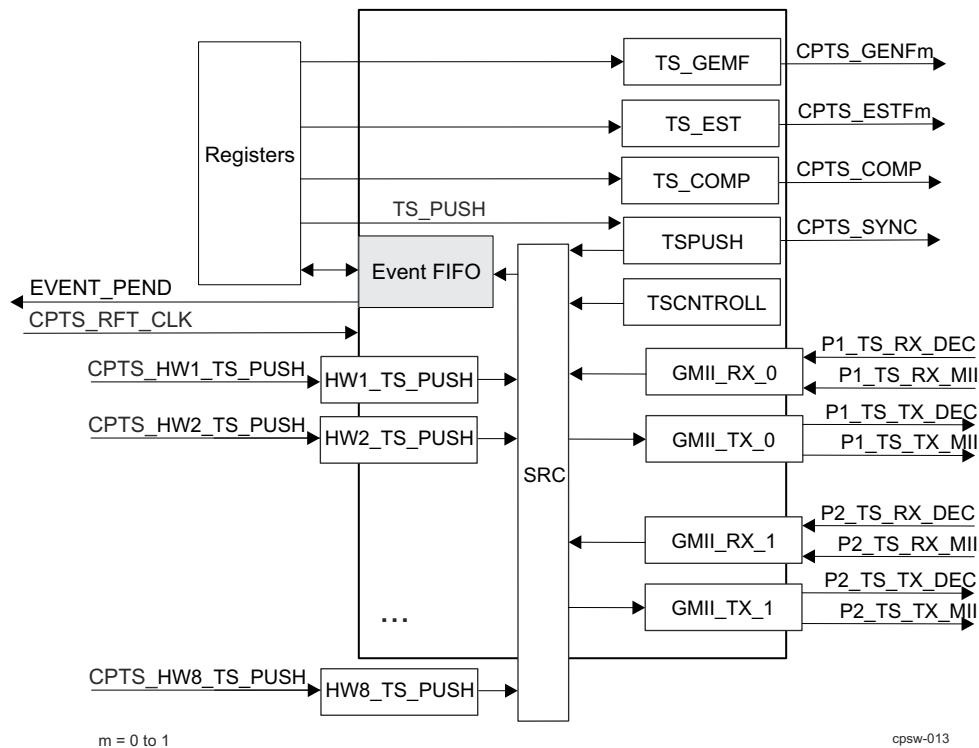 TS_GEMF
CPTS_GENFm
TS_EST
CPTS_ESTFm
Registers
TS_COMP
CPTS_COMP
TS_PUSH
TSPUSH
CPTS_SYNC
Event FIFO
EVENT_PEND
TSCNTROLL
CPTS_RFT_CLK
P1_TS_RX_DEC
CPTS_HW1_TS_PUSH
HW1_TS_PUSH
GMII_RX_0
P1_TS_RX_MII
P1_TS_TX_DEC
CPTS_HW2_TS_PUSH
HW2_TS_PUSH
GMII_TX_0
P1_TS_TX_MII
SRC
P2_TS_RX_DEC
GMII_RX_1
P2_TS_RX_MII
P2_TS_TX_DEC
GMII_TX_1
P2_TS_TX_MII
...
CPTS_HW8_TS_PUSH
HW8_TS_PUSH
m = 0 to 1
cpsw-013